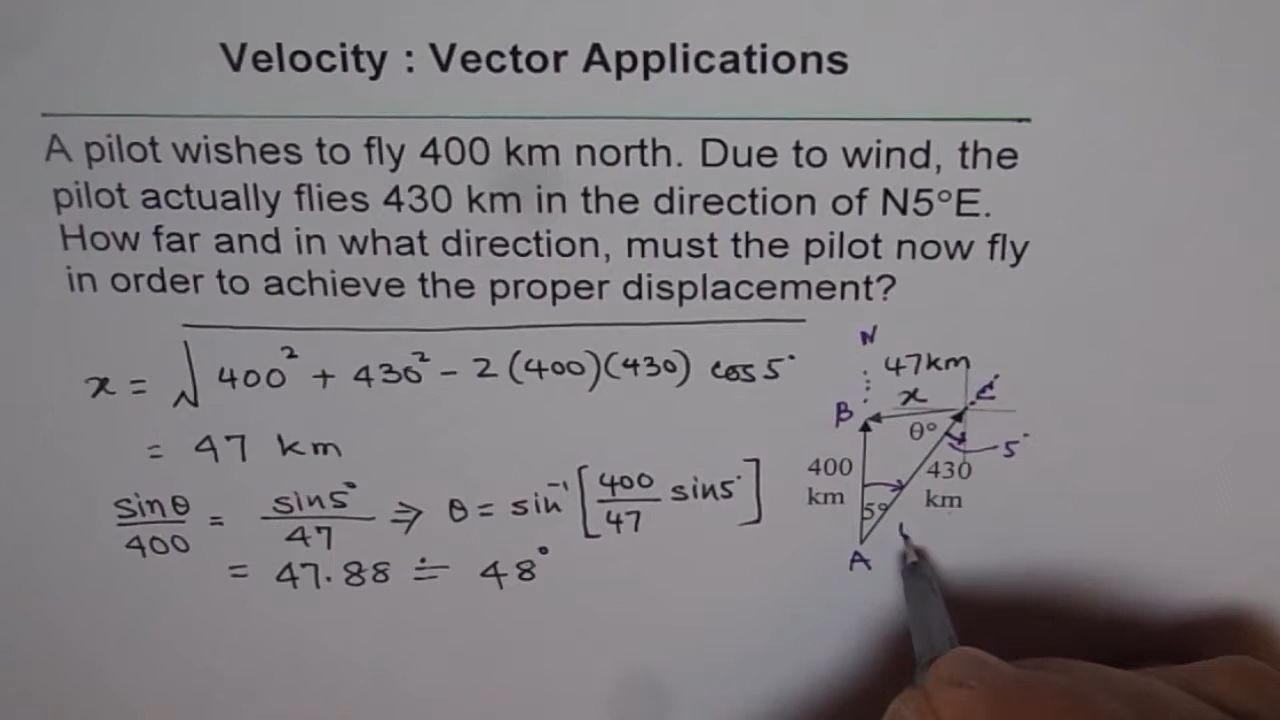 Velocity : Vector Applications
A pilot wishes to fly 400 km north. Due to wind, the
pilot actually flies 430 km in the direction of N5°E.
How far and in what direction, must the pilot now fly
in order to achieve the proper displacement?
x = √400² + 430² - 2 (400)(430) cos 5°
= 47 km
sinθ/400 = sin5°/47 ⇒ θ = sin⁻¹ [400/47 sin5°]
= 47.88 ≐ 48°
N
47km
B x C
θ°
5°
400 km
430 km
5°
A